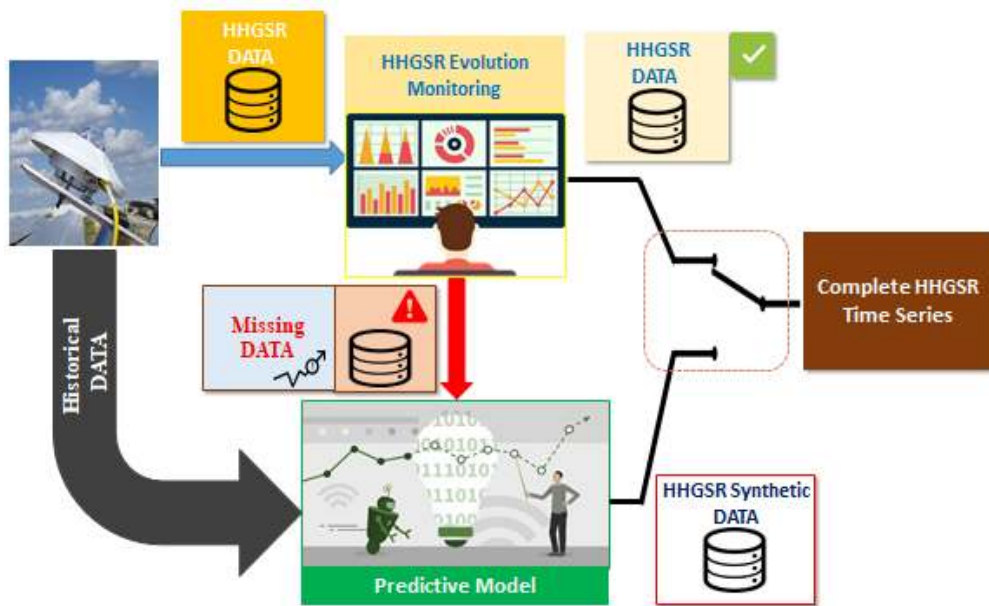 HHGSR
DATA
HHGSR Evolution
Monitoring
HHGSR
DATA
Historical
DATA
Missing
DATA
Complete HHGSR
Time Series
HHGSR Synthetic
DATA
Predictive Model